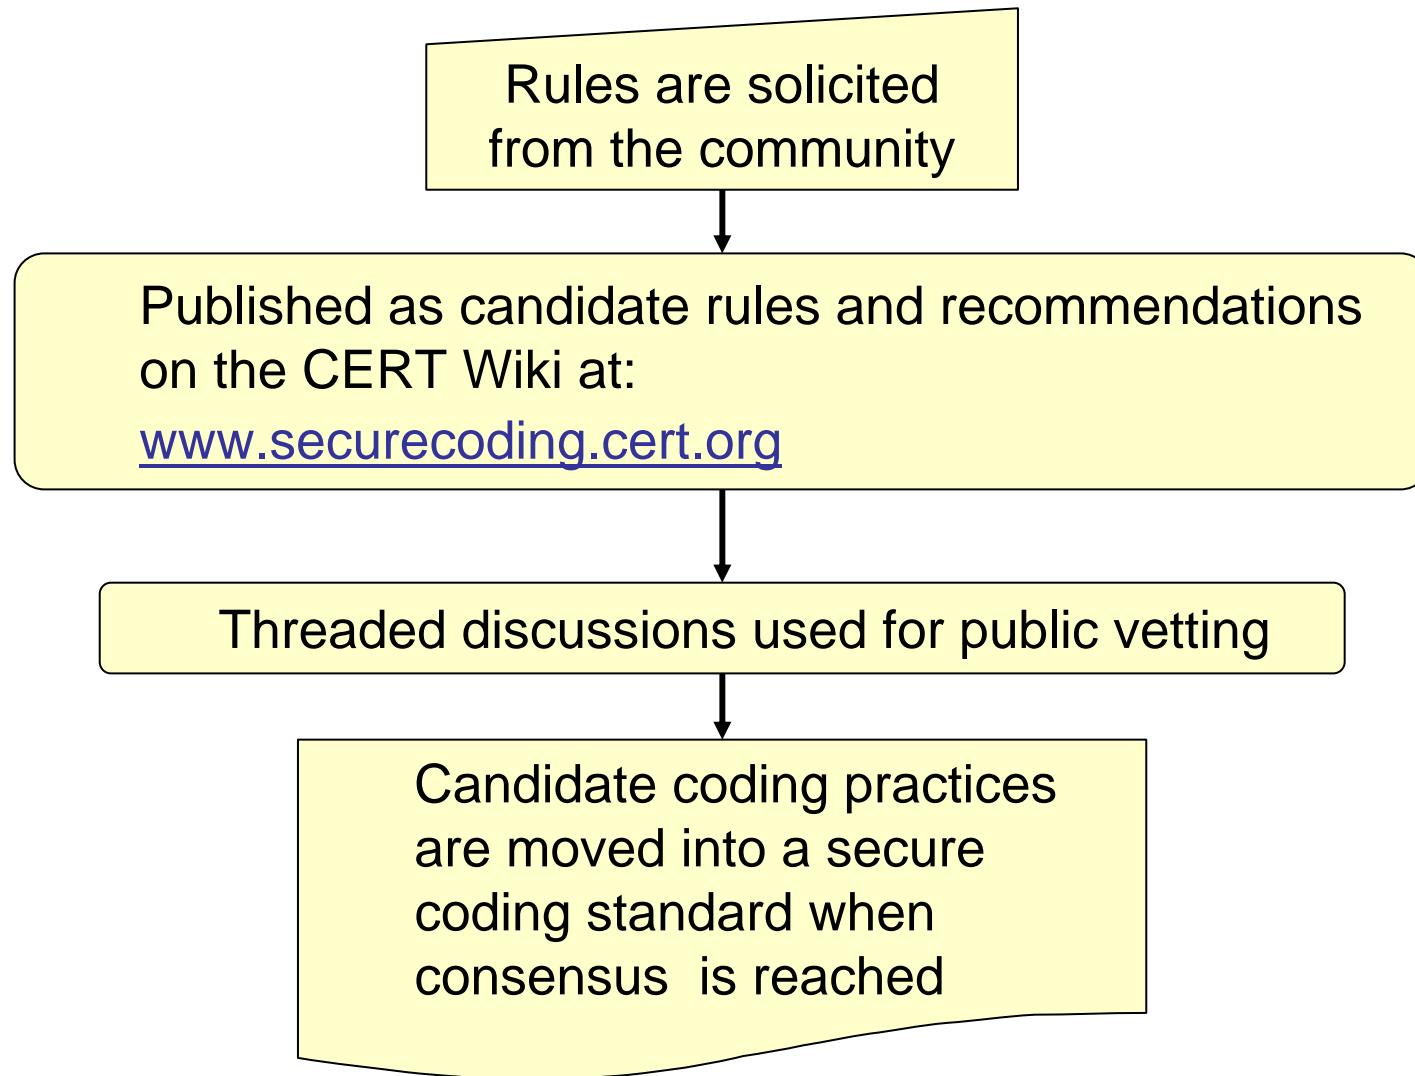 Rules are solicited
from the community
Published as candidate rules and recommendations
on the CERT Wiki at:
www.securecoding.cert.org
Threaded discussions used for public vetting
Candidate coding practices
are moved into a secure
coding standard when
consensus  is reached